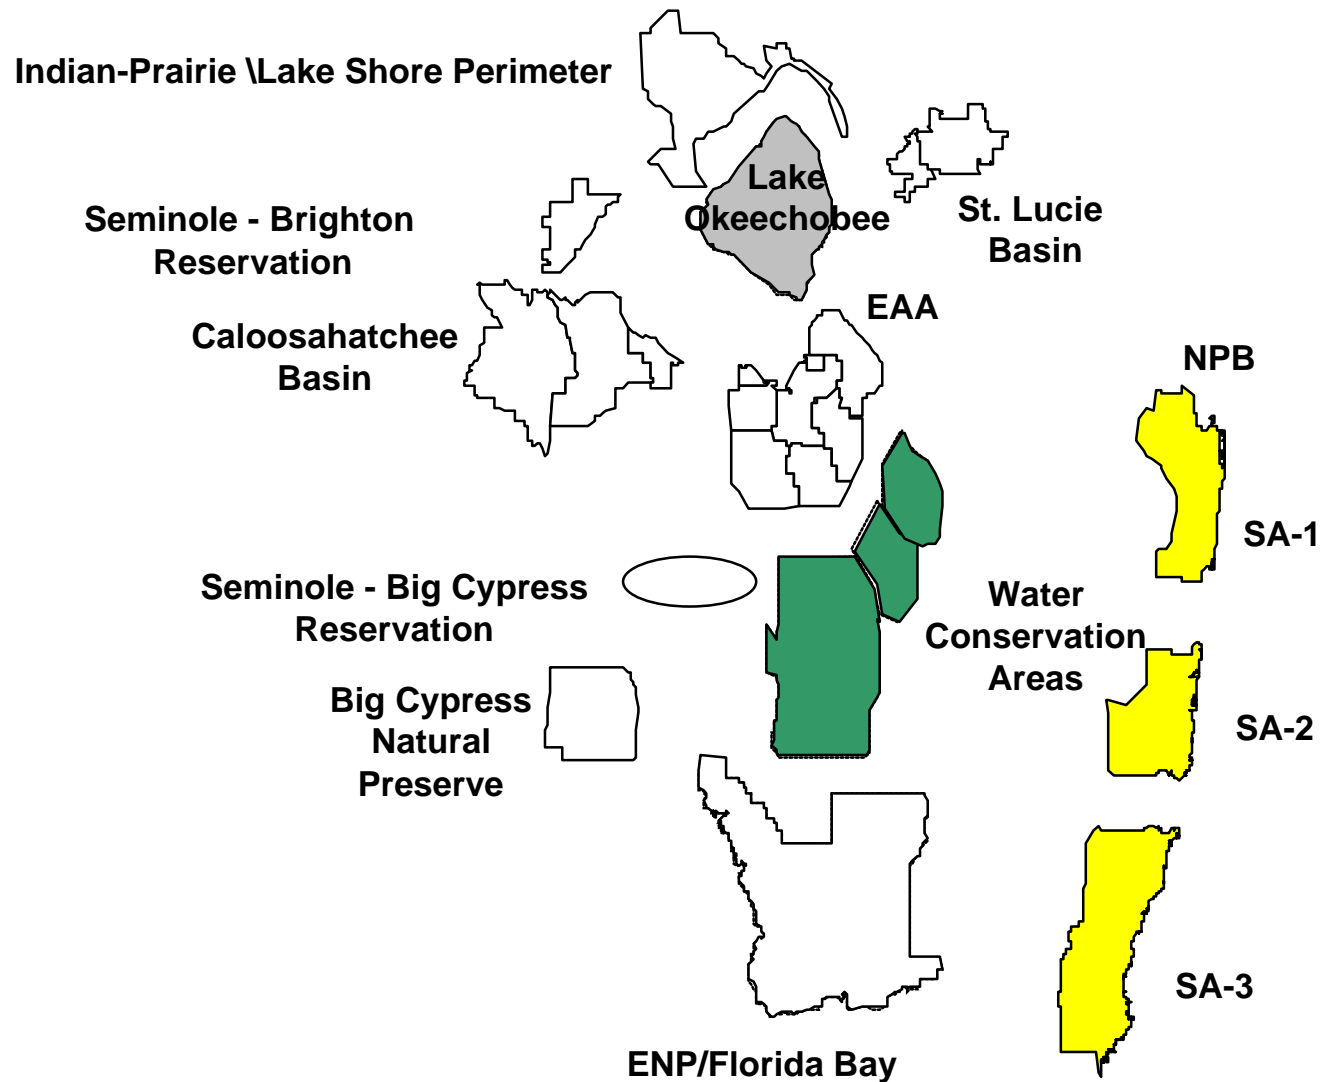 Indian-Prairie \Lake Shore Perimeter
Lake
Okeechobee
St. Lucie
Basin
Seminole - Brighton
Reservation
EAA
Caloosahatchee
Basin
NPB
SA-1
Seminole - Big Cypress
Reservation
Water
Conservation
Areas
Big Cypress
Natural
Preserve
SA-2
SA-3
ENP/Florida Bay